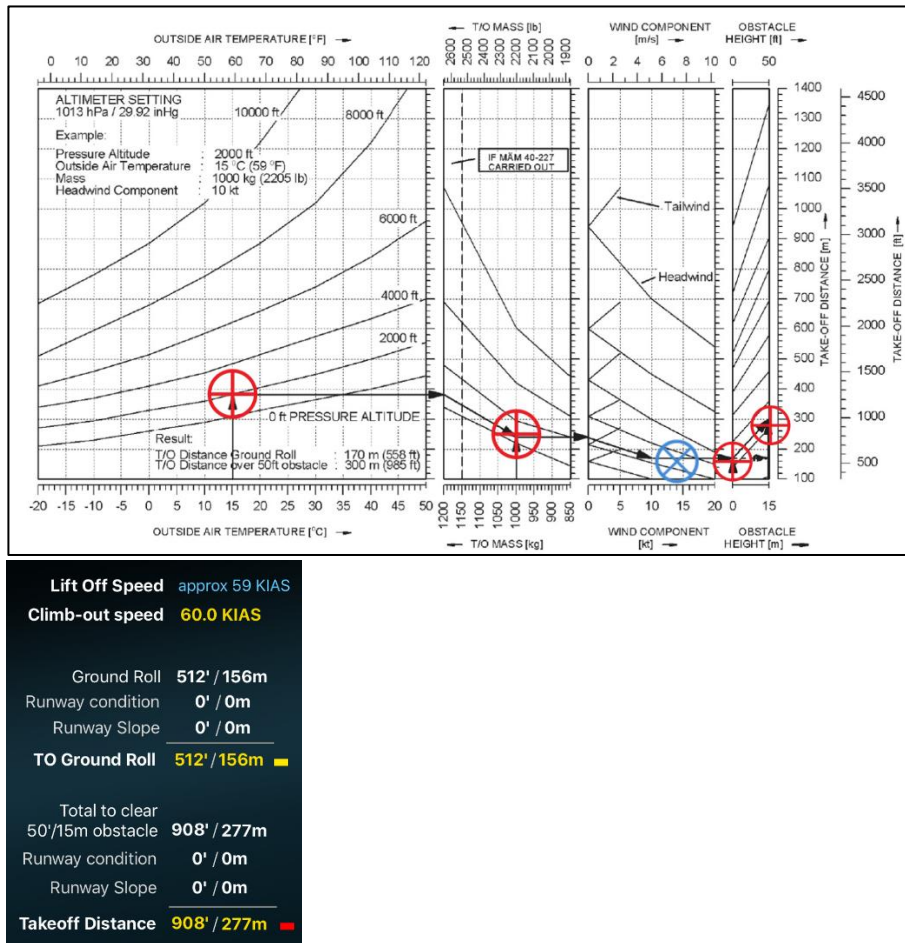 OUTSIDE AIR TEMPERATURE [°F] →
← T/O MASS [lb]
WIND COMPONENT [m/s] →
OBSTACLE HEIGHT [ft] →
0 10 20 30 40 50 60 70 80 90 100 110 120
2600 2500 2400 2300 2200 2100 2000 1900
0 2 4 6 8 10
0 50
ALTIMETER SETTING
1013 hPa / 29.92 inHg
Example:
Pressure Altitude : 2000 ft
Outside Air Temperature : 15 °C (59 °F)
Mass : 1000 kg (2205 lb)
Headwind Component : 10 kt
10000 ft
8000 ft
6000 ft
4000 ft
2000 ft
0 ft PRESSURE ALTITUDE
Result:
T/O Distance Ground Roll : 170 m (558 ft)
T/O Distance over 50ft obstacle : 300 m (985 ft)
IF MÄM 40-227
CARRIED OUT
Tailwind
Headwind
1400
1300
1200
1100
1000
900
800
700
600
500
400
300
200
100
TAKE-OFF DISTANCE [m] →
4500
4000
3500
3000
2500
2000
1500
1000
500
TAKE-OFF DISTANCE [ft] →
-20 -15 -10 -5 0 5 10 15 20 25 30 35 40 45 50
1200 1150 1100 1050 1000 950 900 850
0 5 10 15 20
0 15
OUTSIDE AIR TEMPERATURE [°C] →
← T/O MASS [kg]
WIND COMPONENT [kt] →
OBSTACLE HEIGHT [m] →
Lift Off Speed approx 59 KIAS
Climb-out speed 60.0 KIAS
Ground Roll 512' / 156m
Runway condition 0' / 0m
Runway Slope 0' / 0m
TO Ground Roll 512' / 156m
Total to clear
50'/15m obstacle 908' / 277m
Runway condition 0' / 0m
Runway Slope 0' / 0m
Takeoff Distance 908' / 277m